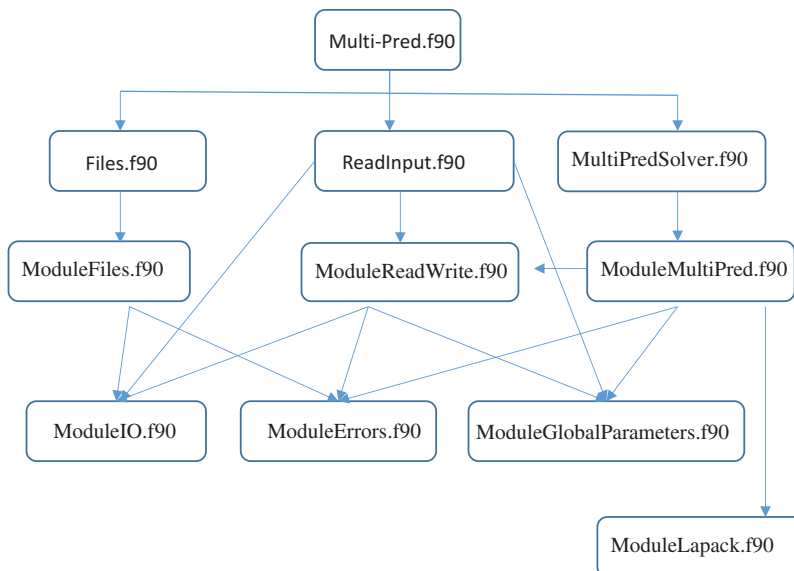 Multi-Pred.f90
Files.f90
ReadInput.f90
MultiPredSolver.f90
ModuleFiles.f90
ModuleReadWrite.f90
ModuleMultiPred.f90
ModuleIO.f90
ModuleErrors.f90
ModuleGlobalParameters.f90
ModuleLapack.f90